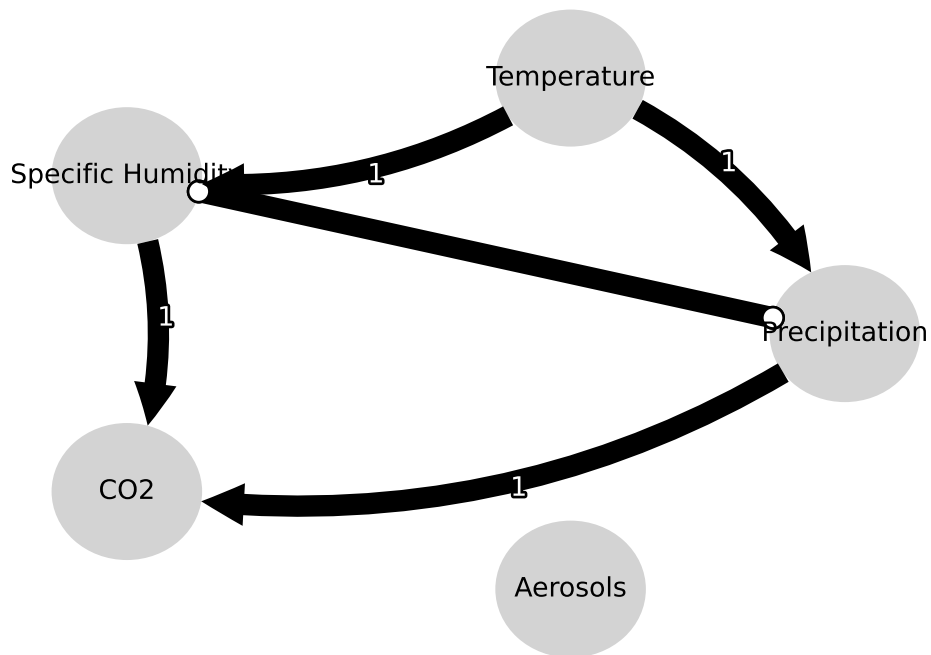 Temperature
1
Specific Humidity
1
1
Precipitation
1
CO2
Aerosols